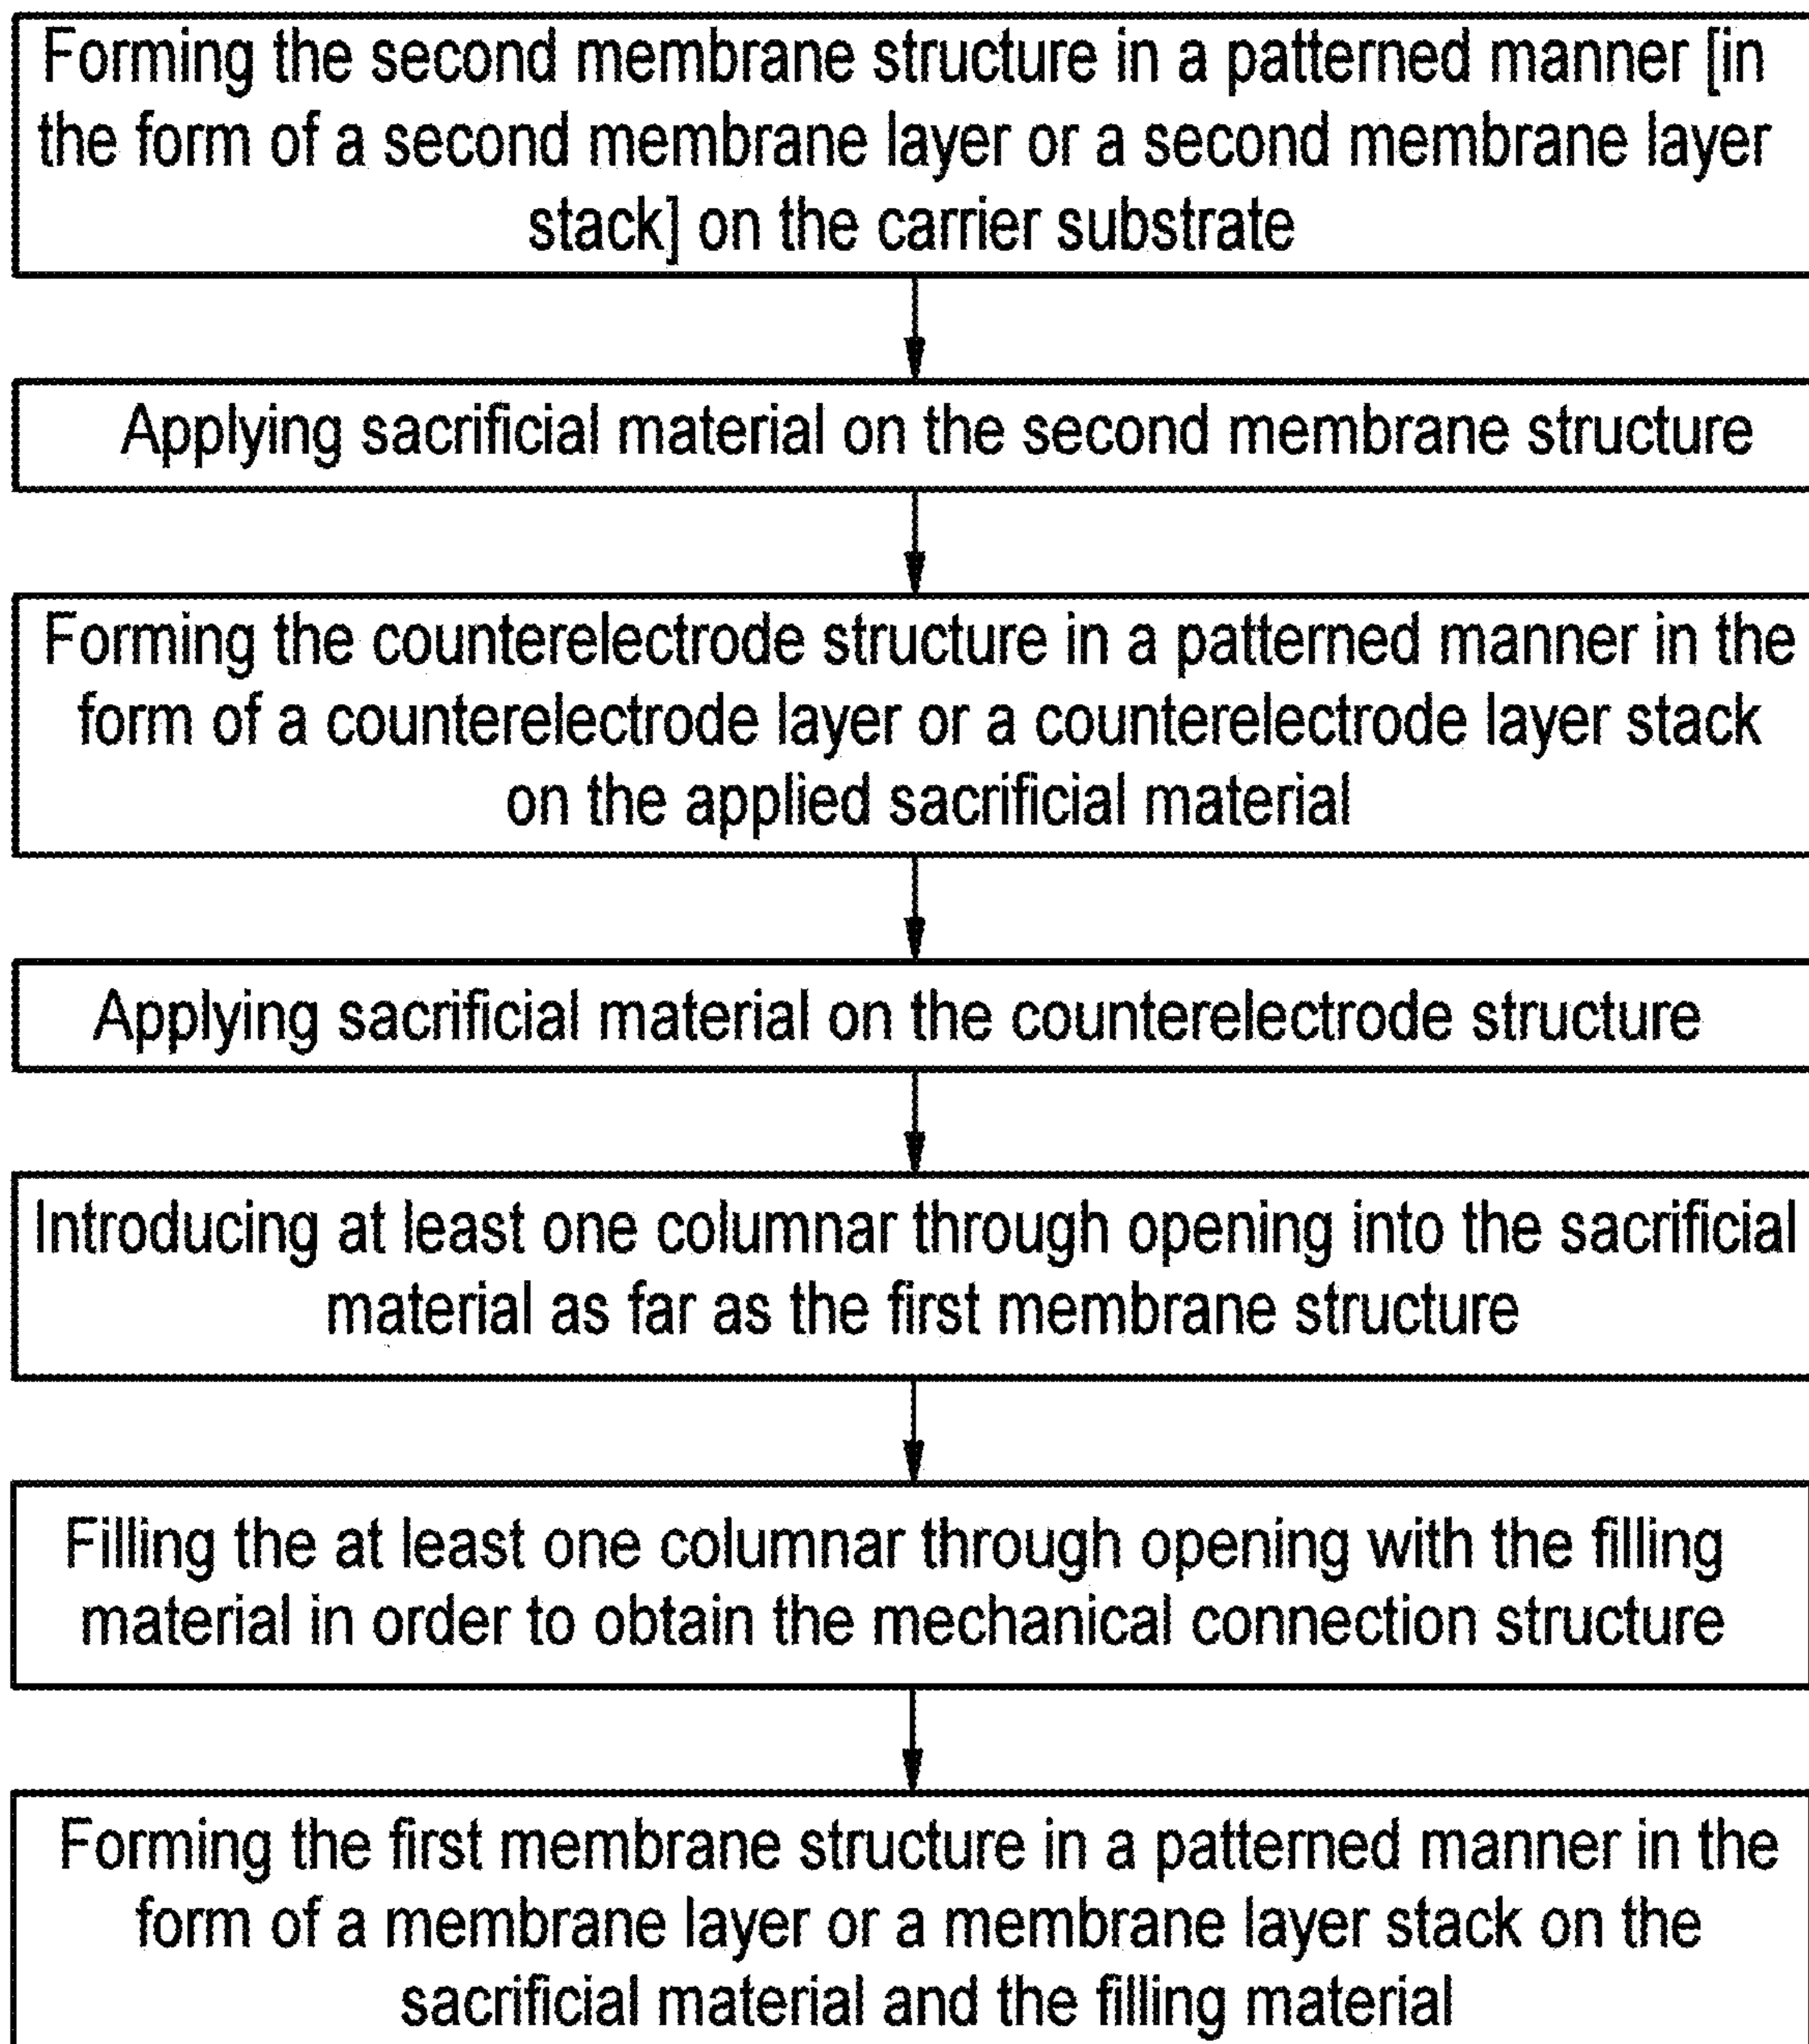 Forming the second membrane structure in a patterned manner [in
the form of a second membrane layer or a second membrane layer
stack] on the carrier substrate
Applying sacrificial material on the second membrane structure
Forming the counterelectrode structure in a patterned manner in the
form of a counterelectrode layer or a counterelectrode layer stack
on the applied sacrificial material
Applying sacrificial material on the counterelectrode structure
Introducing at least one columnar through opening into the sacrificial
material as far as the first membrane structure
Filling the at least one columnar through opening with the filling
material in order to obtain the mechanical connection structure
Forming the first membrane structure in a patterned manner in the
form of a membrane layer or a membrane layer stack on the
sacrificial material and the filling material